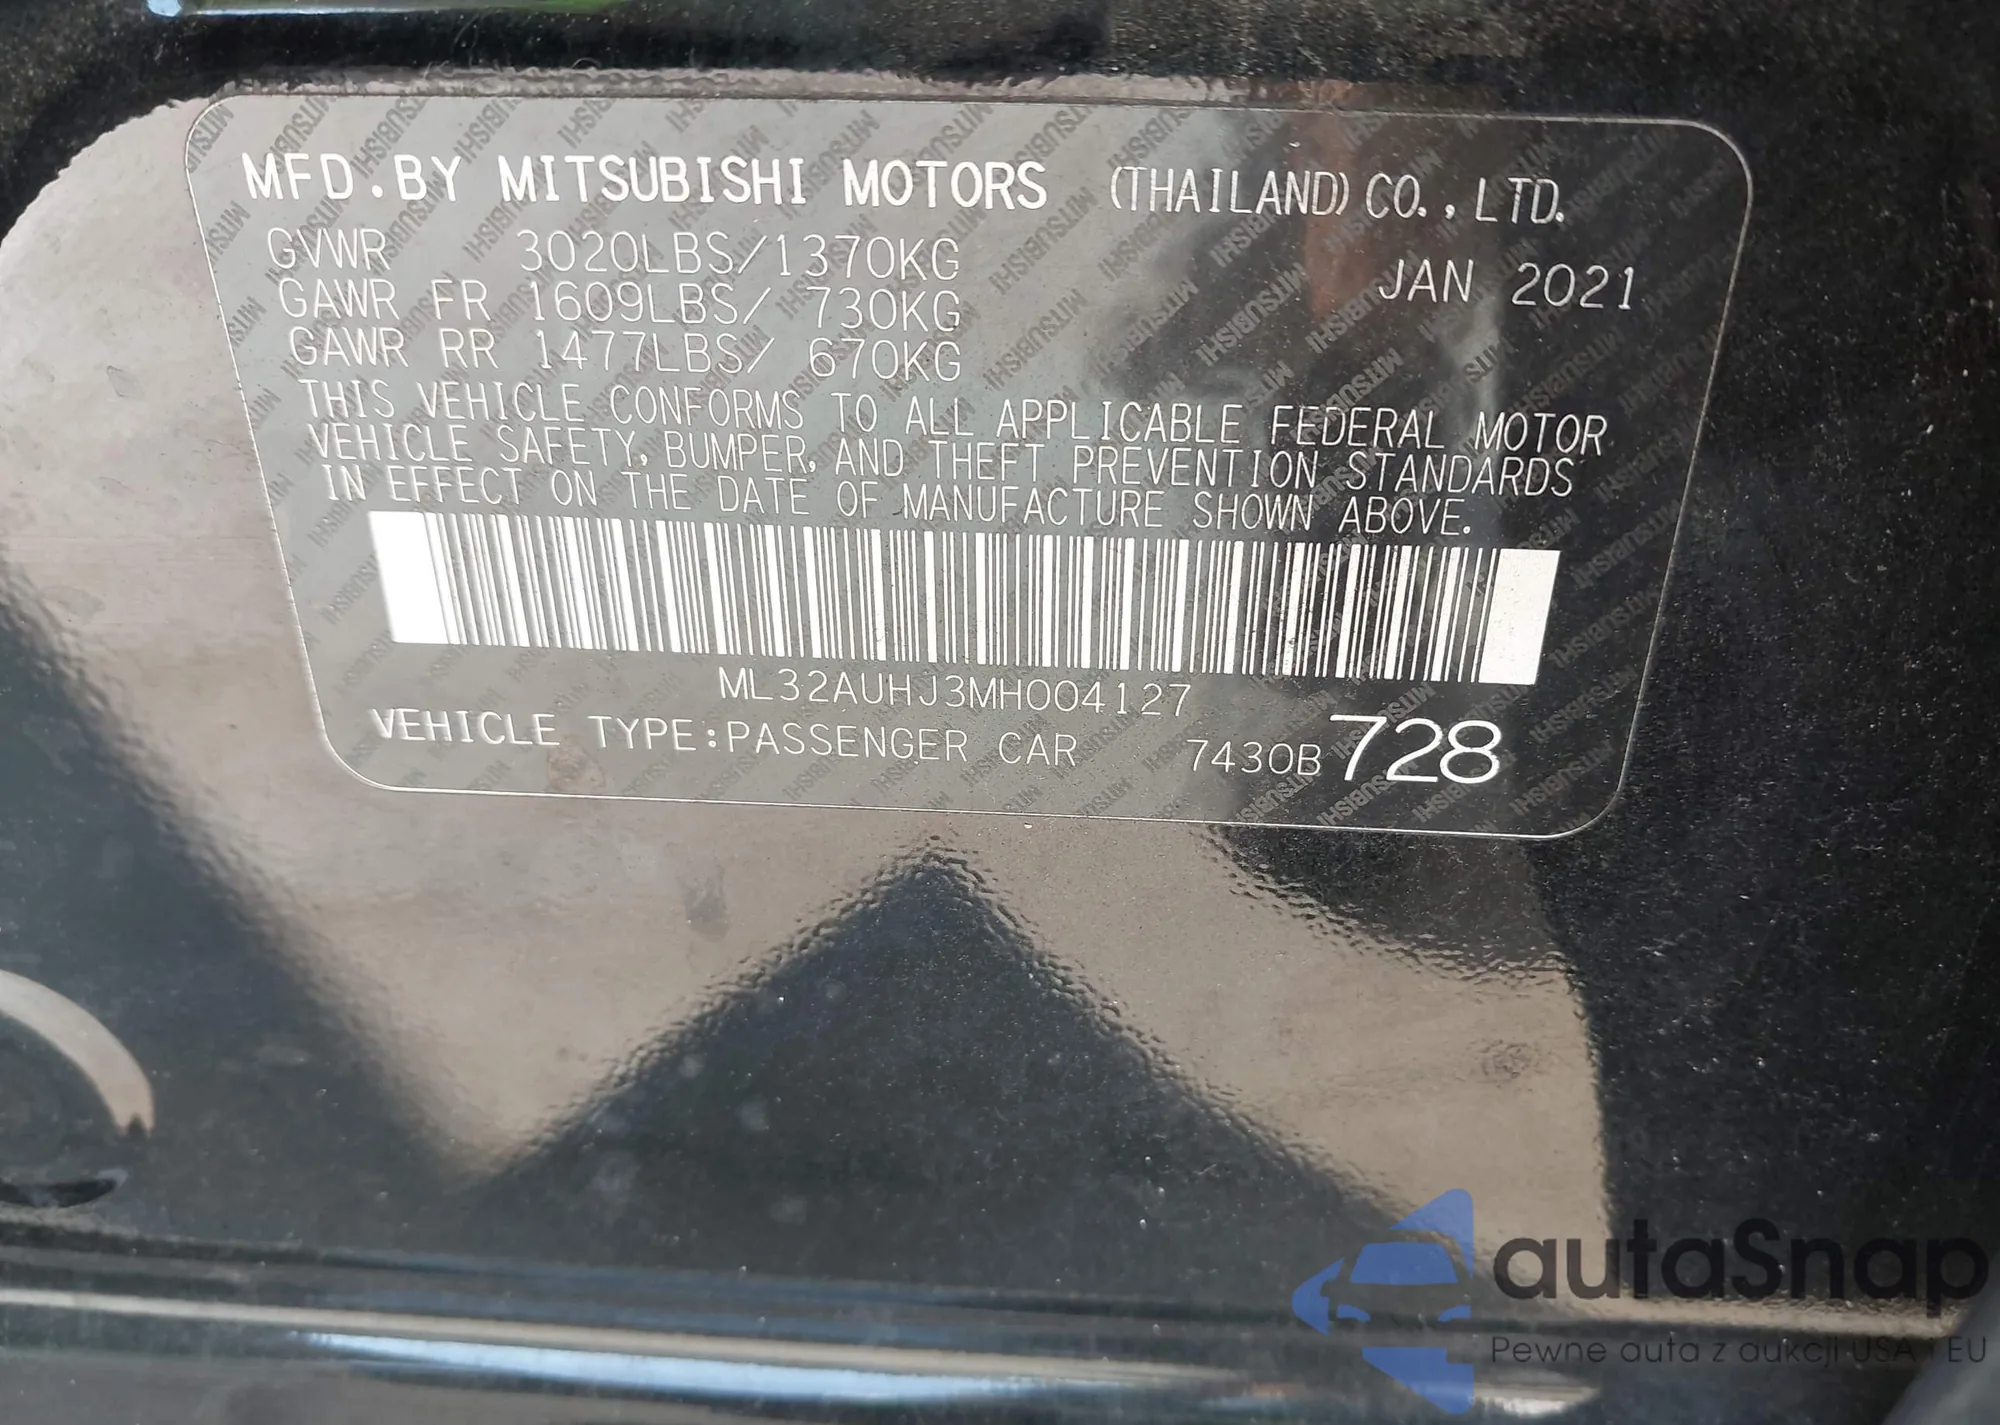 MFD.BY MITSUBISHI MOTORS (THAILAND) CO., LTD.
GVWR 3020LBS/1370KG JAN 2021
GAWR FR 1609LBS/ 730KG
GAWR RR 1477LBS/ 670KG
THIS VEHICLE CONFORMS TO ALL APPLICABLE FEDERAL MOTOR
VEHICLE SAFETY, BUMPER, AND THEFT PREVENTION STANDARDS
IN EFFECT ON THE DATE OF MANUFACTURE SHOWN ABOVE.
ML32AUHJ3MH004127
VEHICLE TYPE:PASSENGER CAR 7430B 728
autaSnap
Pewne auta z aukcji USA i EU